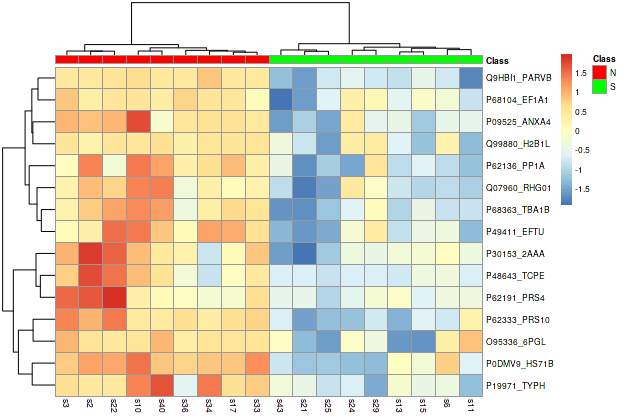 Class
Q9HBI1_PARVB
P68104_EF1A1
P09525_ANXA4
Q99880_H2B1L
P62136_PP1A
Q07960_RHG01
P68363_TBA1B
P49411_EFTU
P30153_2AAA
P48643_TCPE
P62191_PRS4
P62333_PRS10
O95336_6PGL
P0DMV9_HS71B
P19971_TYPH
s3 s2 s22 s10 s40 s36 s34 s17 s33 s43 s21 s25 s24 s29 s13 s15 s6 s11
1.5
1
0.5
0
-0.5
-1
-1.5
Class
N
S